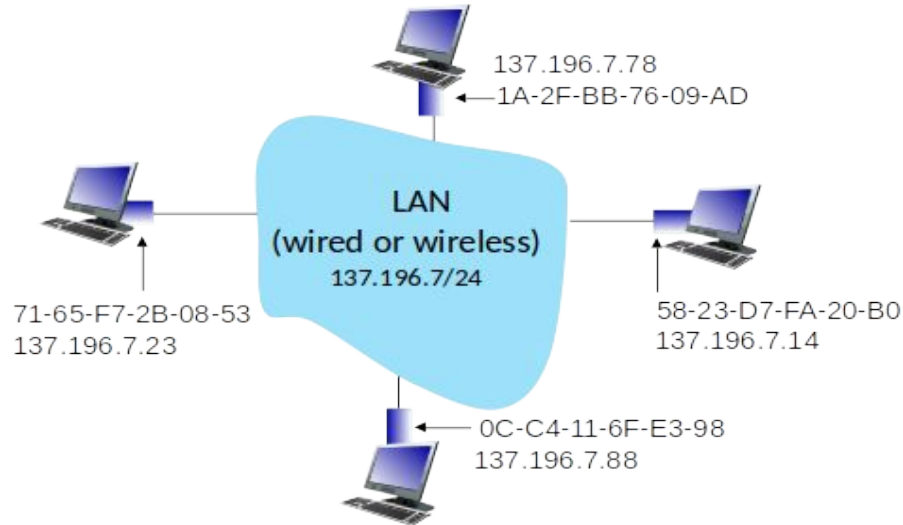 137.196.7.78
1A-2F-BB-76-09-AD
LAN
(wired or wireless)
137.196.7/24
71-65-F7-2B-08-53
137.196.7.23
58-23-D7-FA-20-B0
137.196.7.14
0C-C4-11-6F-E3-98
137.196.7.88